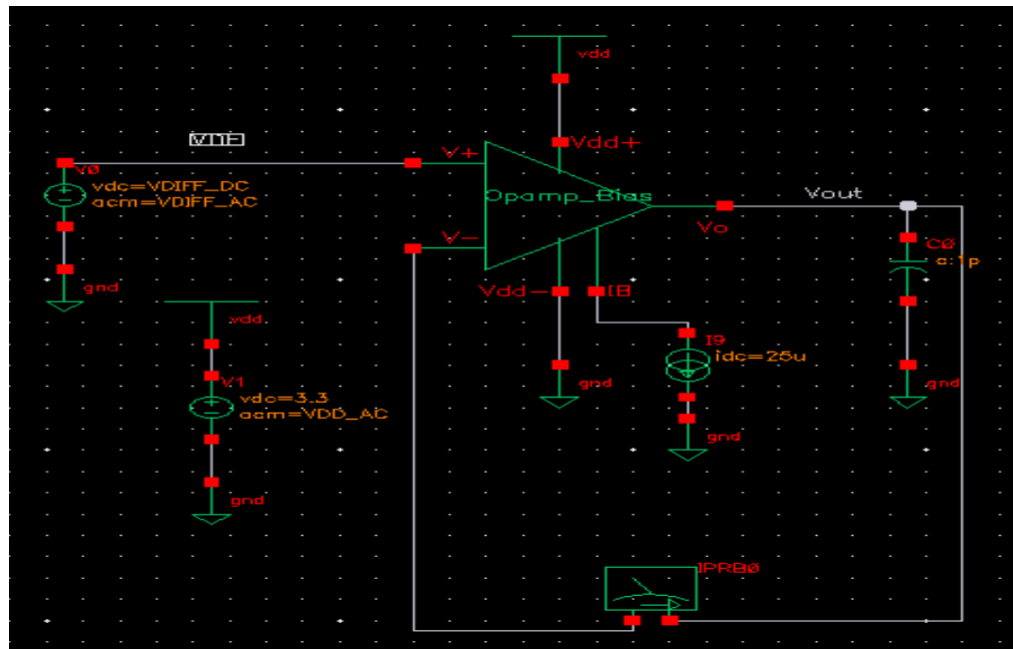 vdd
VDIF
V+
Vdd+
V0
vdc=VDIFF_DC
acm=VDIFF_AC
Opamp_Bias
Vout
Vo
V-
C0
c:1p
gnd
Vdd-
IB
vdd
I9
idc=25u
V1
vdc=3.3
acm=VDD_AC
gnd
gnd
gnd
gnd
IPRB0